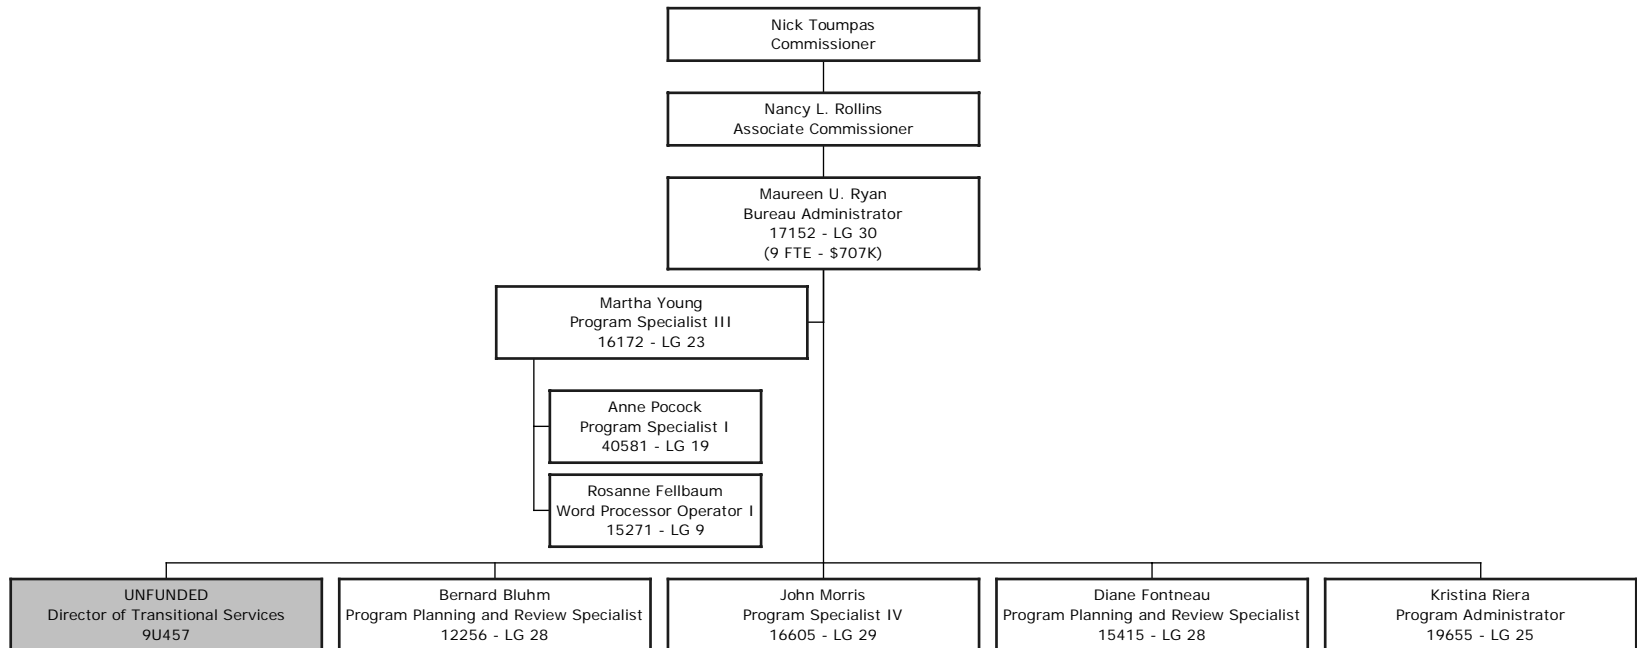 Nick Toumpas
Commissioner
Nancy L. Rollins
Associate Commissioner
Maureen U. Ryan
Bureau Administrator
17152 - LG 30
(9 FTE - $707K)
Martha Young
Program Specialist III
16172 - LG 23
Anne Pocock
Program Specialist I
40581 - LG 19
Rosanne Fellbaum
Word Processor Operator I
15271 - LG 9
UNFUNDED
Director of Transitional Services
9U457
Bernard Bluhm
Program Planning and Review Specialist
12256 - LG 28
John Morris
Program Specialist IV
16605 - LG 29
Diane Fontneau
Program Planning and Review Specialist
15415 - LG 28
Kristina Riera
Program Administrator
19655 - LG 25